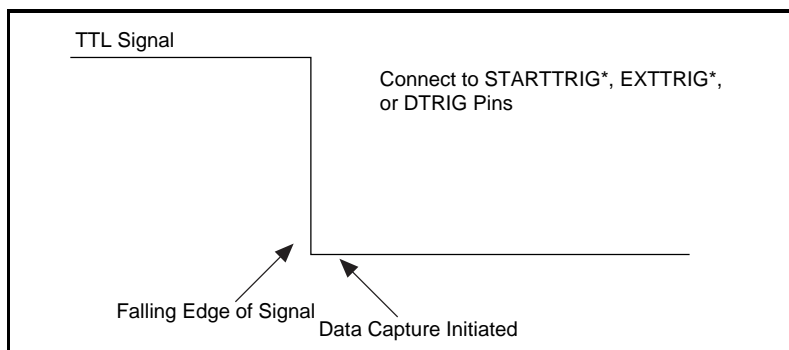 TTL Signal
Connect to STARTTRIG*, EXTTRIG*,
or DTRIG Pins
Falling Edge of Signal
Data Capture Initiated